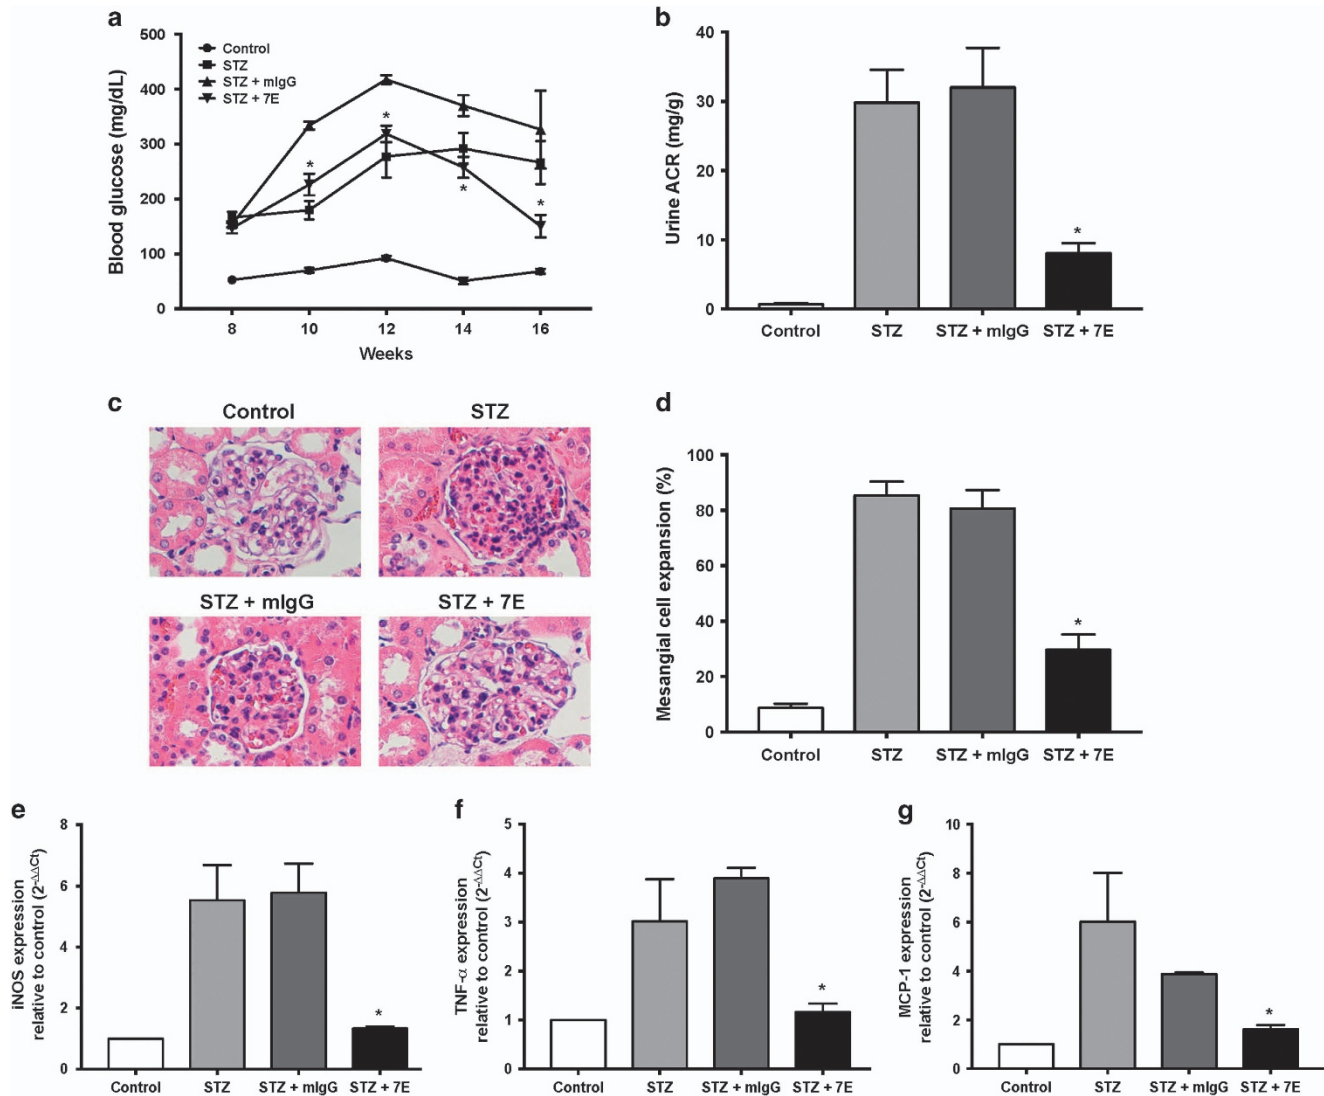 a
Blood glucose (mg/dL)
500
400
300
200
100
0
Control
STZ
STZ + mIgG
STZ + 7E
*
*
*
*
8
10
12
14
16
Weeks
b
Urine ACR (mg/g)
40
30
20
10
0
*
Control
STZ
STZ + mIgG
STZ + 7E
c
Control
STZ
STZ + mIgG
STZ + 7E
d
Mesangial cell expansion (%)
100
80
60
40
20
0
*
Control
STZ
STZ + mIgG
STZ + 7E
e
iNOS expression
relative to control (2-ΔΔCt)
8
6
4
2
0
*
Control
STZ
STZ + mIgG
STZ + 7E
f
TNF-α expression
relative to control (2-ΔΔCt)
5
4
3
2
1
0
*
Control
STZ
STZ + mIgG
STZ + 7E
g
MCP-1 expression
relative to control (2-ΔΔCt)
10
8
6
4
2
0
*
Control
STZ
STZ + mIgG
STZ + 7E